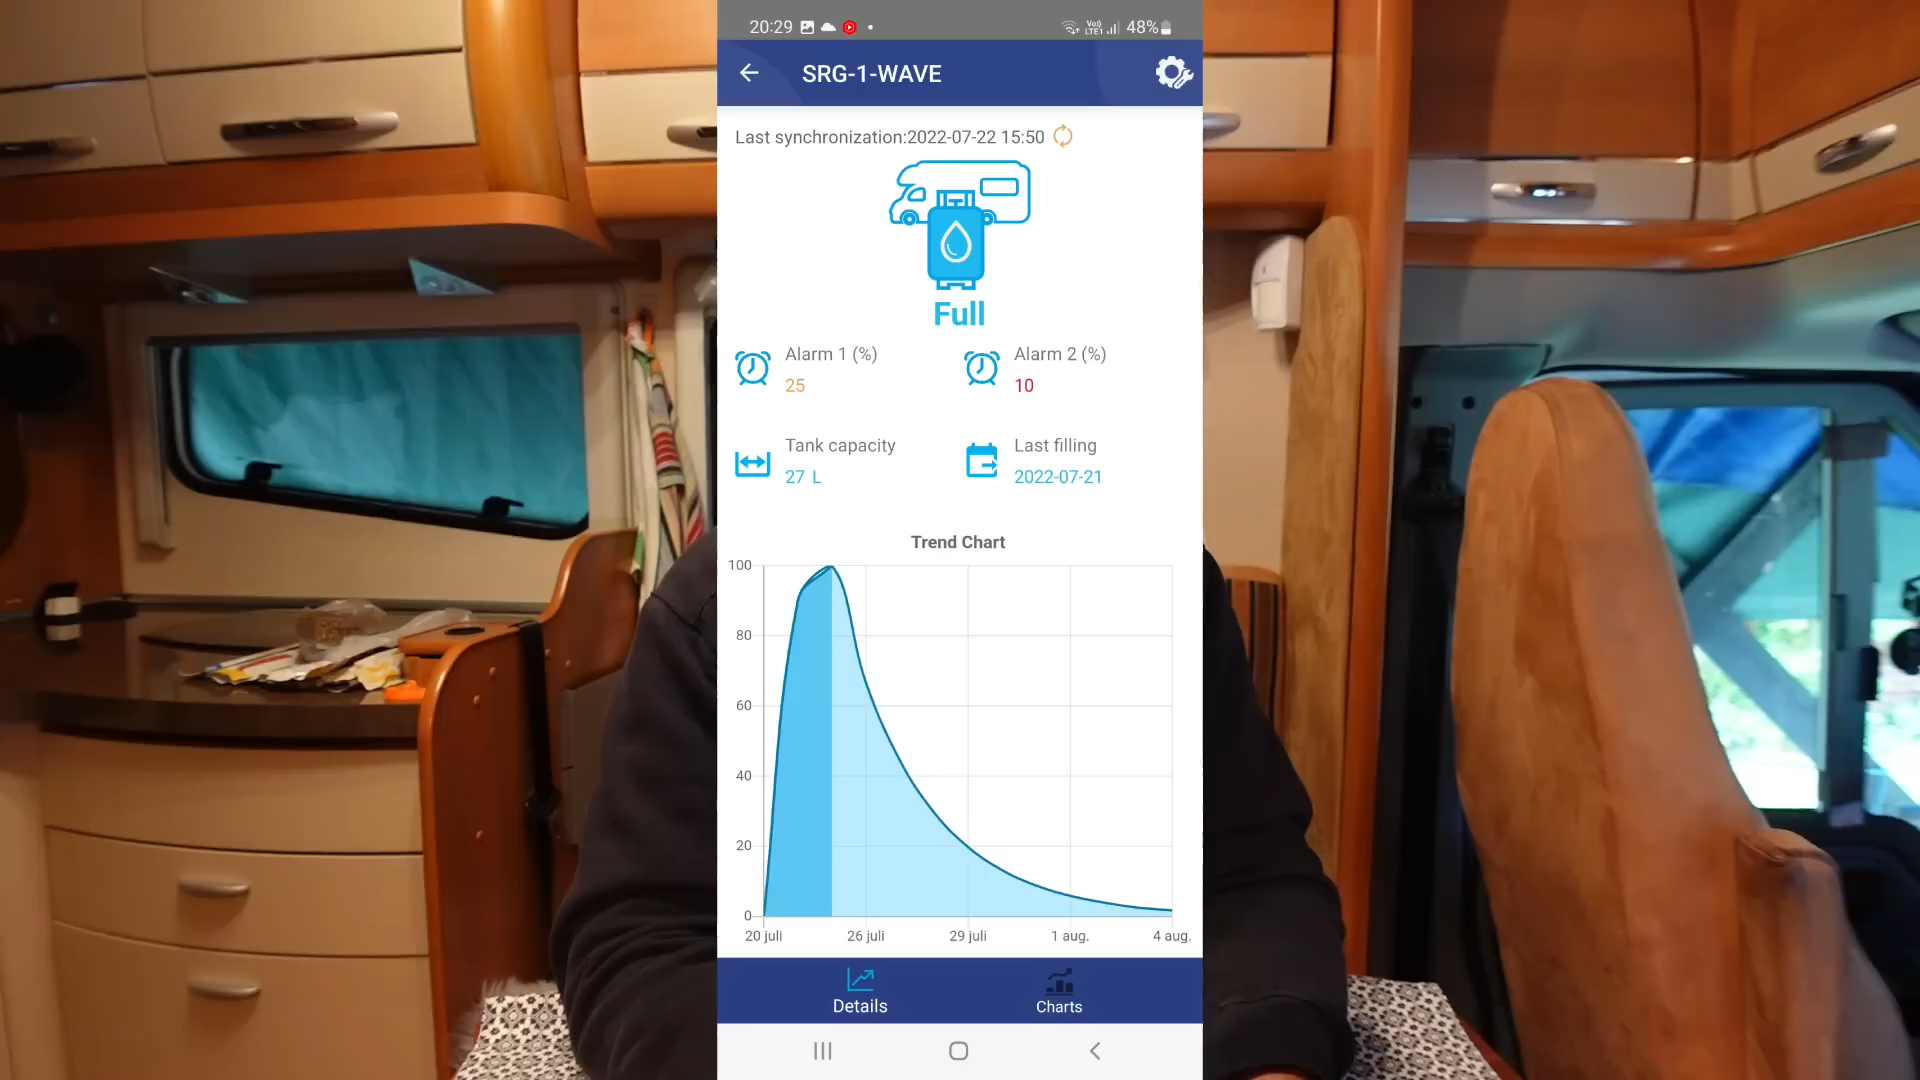 20:29 Vo) LTE1 48%
SRG-1-WAVE
Last synchronization:2022-07-22 15:50
Full
Alarm 1 (%)
25
Alarm 2 (%)
10
Tank capacity
27 L
Last filling
2022-07-21
Trend Chart
100
80
60
40
20
0
20 juli 26 juli 29 juli 1 aug. 4 aug.
Details Charts